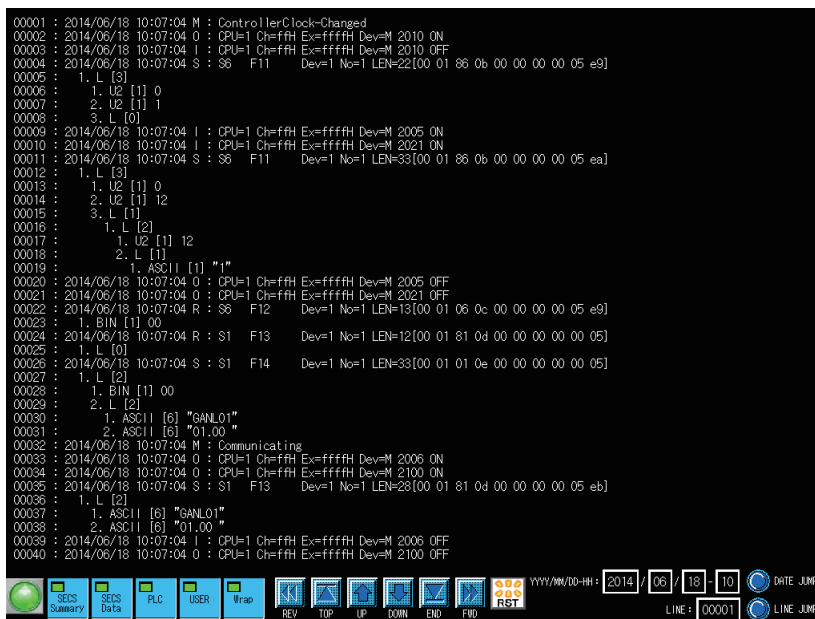 00001 : 2014/06/18 10:07:04 M : ControllerClock-Changed
00002 : 2014/06/18 10:07:04 O : CPU=1 Ch=ffH Ex=ffffH Dev=M 2010 ON
00003 : 2014/06/18 10:07:04 I : CPU=1 Ch=ffH Ex=ffffH Dev=M 2010 OFF
00004 : 2014/06/18 10:07:04 S : S6 F11 Dev=1 No=1 LEN=22[00 01 86 0b 00 00 00 00 05 e9]
00005 : 1. L [3]
00006 : 1. U2 [1] 0
00007 : 2. U2 [1] 1
00008 : 3. L [0]
00009 : 2014/06/18 10:07:04 I : CPU=1 Ch=ffH Ex=ffffH Dev=M 2005 ON
00010 : 2014/06/18 10:07:04 I : CPU=1 Ch=ffH Ex=ffffH Dev=M 2021 ON
00011 : 2014/06/18 10:07:04 S : S6 F11 Dev=1 No=1 LEN=33[00 01 86 0b 00 00 00 00 05 ea]
00012 : 1. L [3]
00013 : 1. U2 [1] 0
00014 : 2. U2 [1] 12
00015 : 3. L [1]
00016 : 1. L [2]
00017 : 1. U2 [1] 12
00018 : 2. L [1]
00019 : 1. ASCII [1] "1"
00020 : 2014/06/18 10:07:04 O : CPU=1 Ch=ffH Ex=ffffH Dev=M 2005 OFF
00021 : 2014/06/18 10:07:04 O : CPU=1 Ch=ffH Ex=ffffH Dev=M 2021 OFF
00022 : 2014/06/18 10:07:04 R : S6 F12 Dev=1 No=1 LEN=13[00 01 06 0c 00 00 00 00 05 e9]
00023 : 1. BIN [1] 00
00024 : 2014/06/18 10:07:04 R : S1 F13 Dev=1 No=1 LEN=12[00 01 81 0d 00 00 00 00 00 05]
00025 : 1. L [0]
00026 : 2014/06/18 10:07:04 S : S1 F14 Dev=1 No=1 LEN=33[00 01 01 0e 00 00 00 00 00 05]
00027 : 1. L [2]
00028 : 1. BIN [1] 00
00029 : 2. L [2]
00030 : 1. ASCII [6] "GANL01"
00031 : 2. ASCII [6] "01.00 "
00032 : 2014/06/18 10:07:04 M : Communicating
00033 : 2014/06/18 10:07:04 O : CPU=1 Ch=ffH Ex=ffffH Dev=M 2006 ON
00034 : 2014/06/18 10:07:04 O : CPU=1 Ch=ffH Ex=ffffH Dev=M 2100 ON
00035 : 2014/06/18 10:07:04 S : S1 F13 Dev=1 No=1 LEN=28[00 01 81 0d 00 00 00 00 05 eb]
00036 : 1. L [2]
00037 : 1. ASCII [6] "GANL01"
00038 : 2. ASCII [6] "01.00 "
00039 : 2014/06/18 10:07:04 I : CPU=1 Ch=ffH Ex=ffffH Dev=M 2006 OFF
00040 : 2014/06/18 10:07:04 O : CPU=1 Ch=ffH Ex=ffffH Dev=M 2100 OFF
SECS Summary
SECS Data
PLC
USER
Wrap
REV
TOP
UP
DOWN
END
FWD
RST
YYYY/MM/DD-HH : 2014 / 06 / 18 - 10 DATE JUMP
LINE : 00001 LINE JUMP